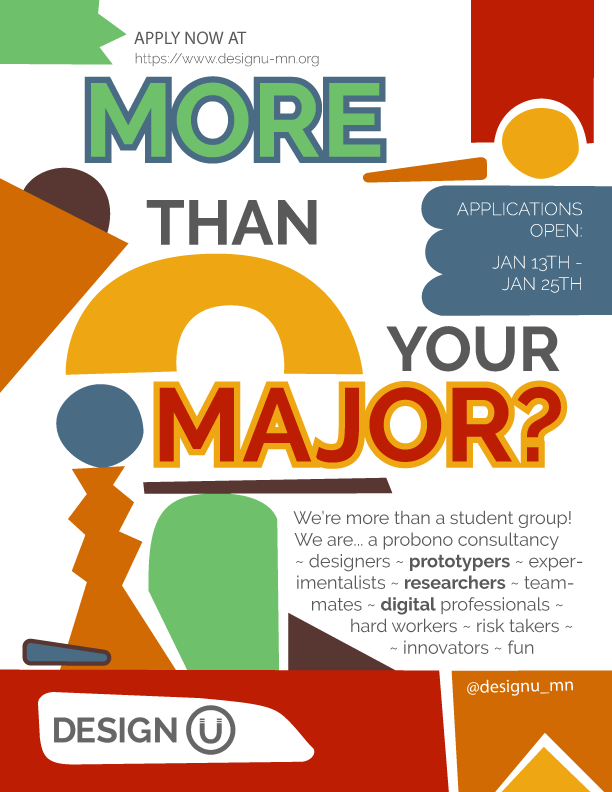 APPLY NOW AT
https://www.designu-mn.org
MORE
THAN
APPLICATIONS
OPEN:
JAN 13TH -
JAN 25TH
YOUR
MAJOR?
We're more than a student group!
We are... a probono consultancy
~ designers ~ prototypers ~ exper-
imentalists ~ researchers ~ team-
mates ~ digital professionals ~
hard workers ~ risk takers ~
~ innovators ~ fun
@designu_mn
DESIGN U